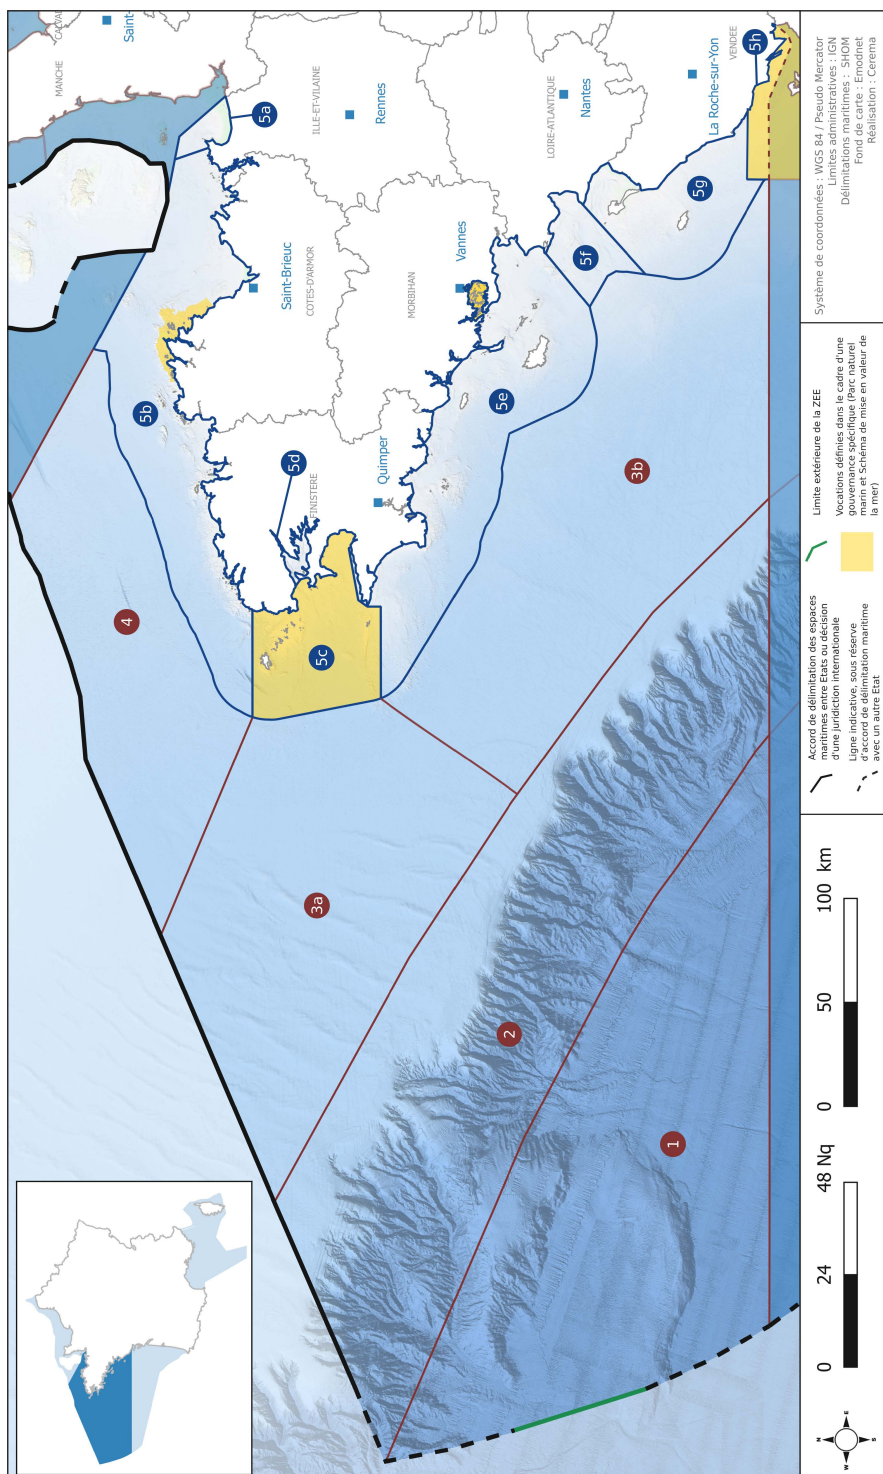 MANCHE
CALVAD
Saint-
5a
ILLE-ET-VILAINE
Rennes
5b
Saint-Brieuc
COTES-D'ARMOR
4
5d
FINISTERE
5c
Quimper
MORBIHAN
Vannes
LOIRE-ATLANTIQUE
Nantes
La Roche-sur-Yon
VENDEE
5e
5f
5g
5h
3a
3b
2
1
0
24
48 Nq
0
50
100 km
N
W
E
S
Accord de délimitation des espaces
maritimes entre Etats ou décision
d'une juridiction internationale
Ligne indicative, sous réserve
d'accord de délimitation maritime
avec un autre Etat
Limite extérieure de la ZEE
Vocations définies dans le cadre d'une
gouvernance spécifique (Parc naturel
marin et Schéma de mise en valeur de
la mer)
Système de coordonnées : WGS 84 / Pseudo Mercator
Limites administratives : IGN
Délimitations maritimes : SHOM
Fond de carte : Emodnet
Réalisation : Cerema